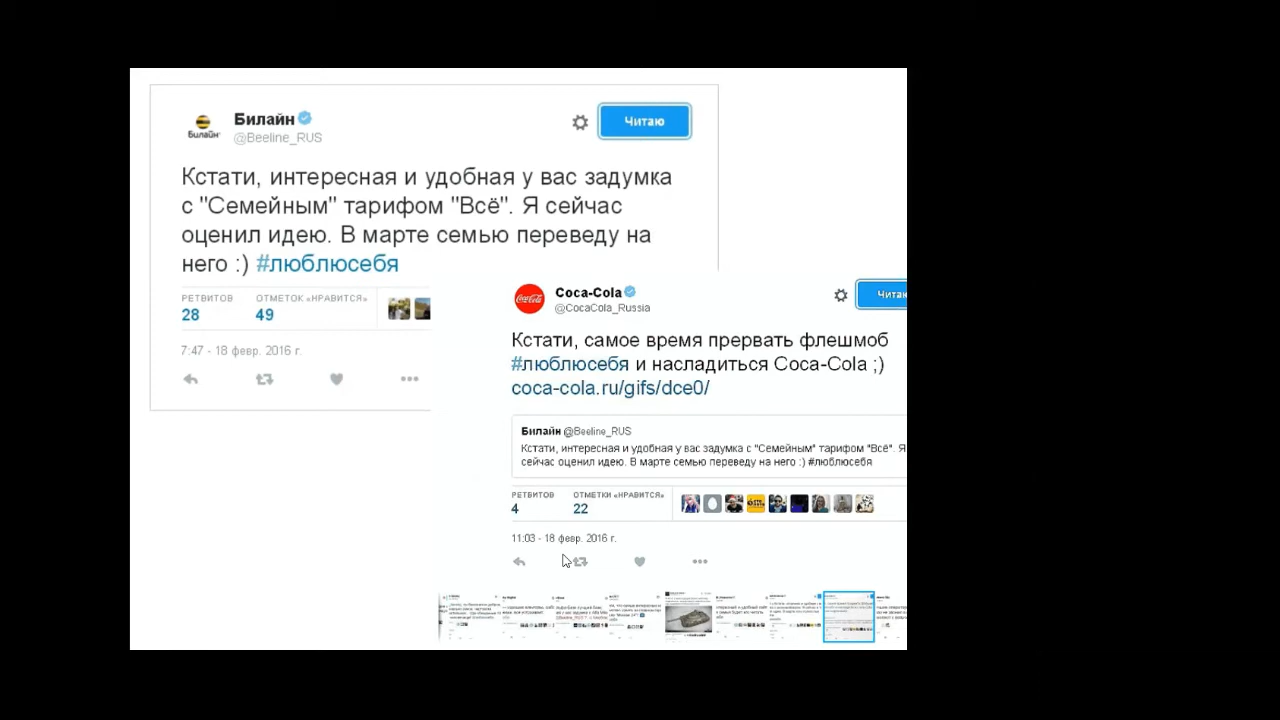 Билайн
@Beeline_RUS
Читаю
билайн
Кстати, интересная и удобная у вас задумка
с "Семейным" тарифом "Всё". Я сейчас
оценил идею. В марте семью переведу на
него :) #люблюсебя
РЕТВИТОВ ОТМЕТОК «НРАВИТСЯ»
28 49
7:47 - 18 февр. 2016 г.
Coca-Cola
@CocaCola_Russia
Читаю
Кстати, самое время прервать флешмоб
#люблюсебя и насладиться Coca-Cola ;)
coca-cola.ru/gifs/dce0/
Билайн @Beeline_RUS
Кстати, интересная и удобная у вас задумка с "Семейным" тарифом "Всё". Я
сейчас оценил идею. В марте семью переведу на него :) #люблюсебя
РЕТВИТОВ ОТМЕТКИ «НРАВИТСЯ»
4 22
11:03 - 18 февр. 2016 г.